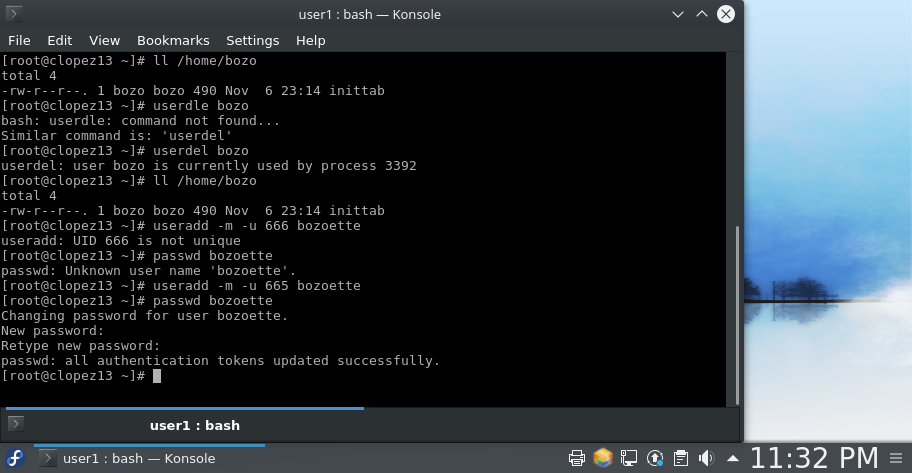 user1 : bash — Konsole
File Edit View Bookmarks Settings Help
[root@clopez13 ~]# ll /home/bozo
total 4
-rw-r--r--. 1 bozo bozo 490 Nov  6 23:14 inittab
[root@clopez13 ~]# userdle bozo
bash: userdle: command not found...
Similar command is: 'userdel'
[root@clopez13 ~]# userdel bozo
userdel: user bozo is currently used by process 3392
[root@clopez13 ~]# ll /home/bozo
total 4
-rw-r--r--. 1 bozo bozo 490 Nov  6 23:14 inittab
[root@clopez13 ~]# useradd -m -u 666 bozoette
useradd: UID 666 is not unique
[root@clopez13 ~]# passwd bozoette
passwd: Unknown user name 'bozoette'.
[root@clopez13 ~]# useradd -m -u 665 bozoette
[root@clopez13 ~]# passwd bozoette
Changing password for user bozoette.
New password:
Retype new password:
passwd: all authentication tokens updated successfully.
[root@clopez13 ~]#
user1 : bash
user1 : bash — Konsole
11:32 PM